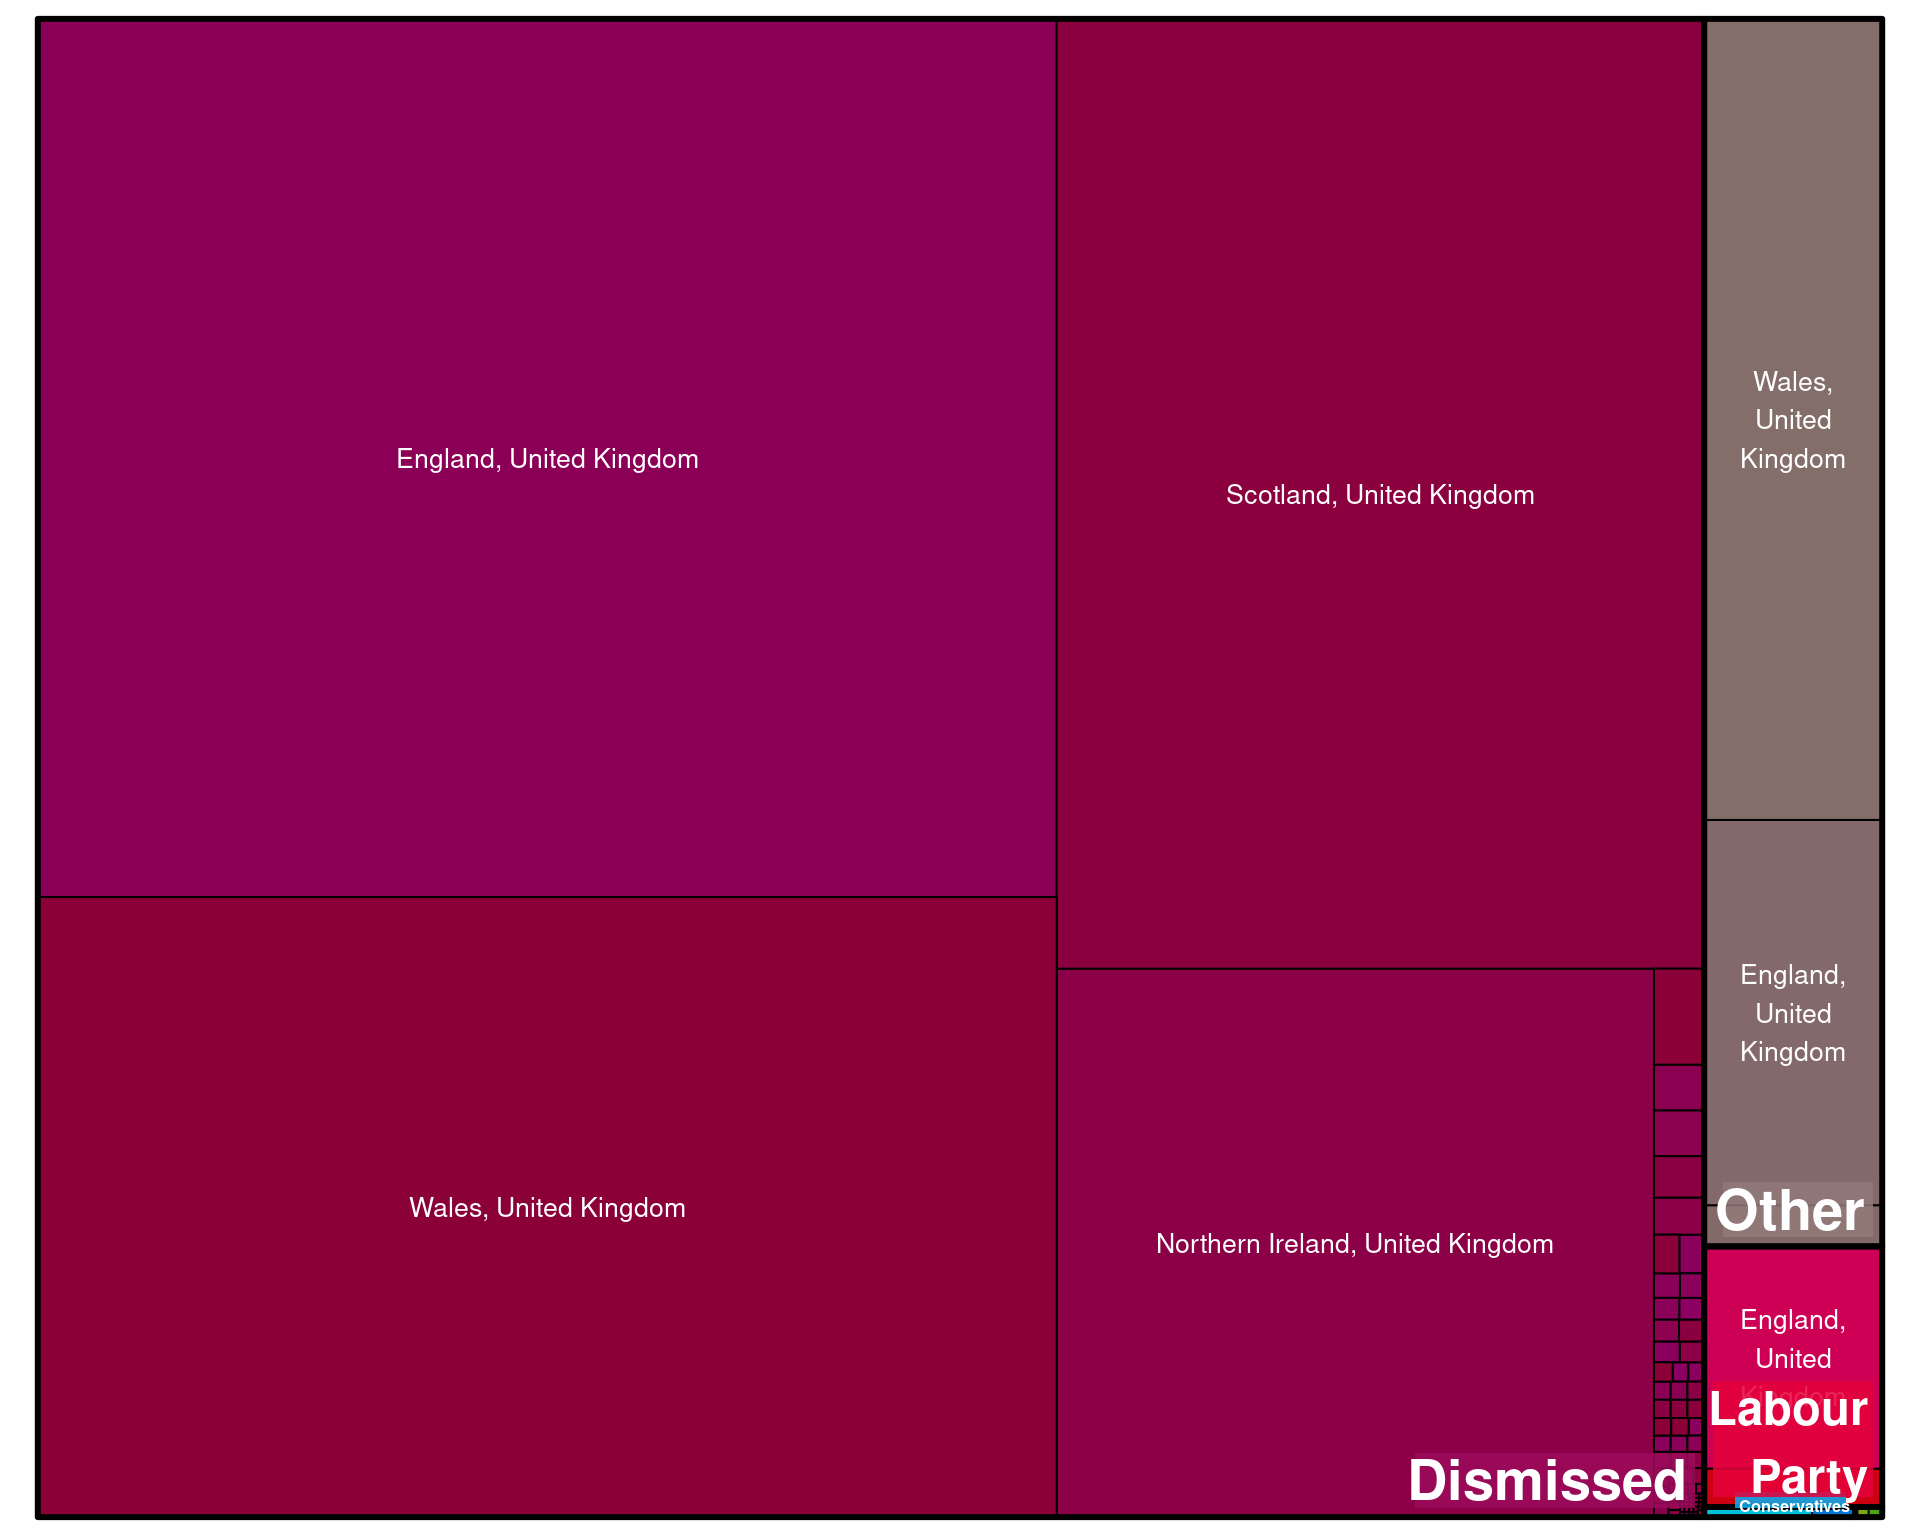 England, United Kingdom
Wales, United Kingdom
Scotland, United Kingdom
Northern Ireland, United Kingdom
Dismissed
Wales,
United
Kingdom
England,
United
Kingdom
Other
England,
United
Kingdom
Labour
Party
Conservatives